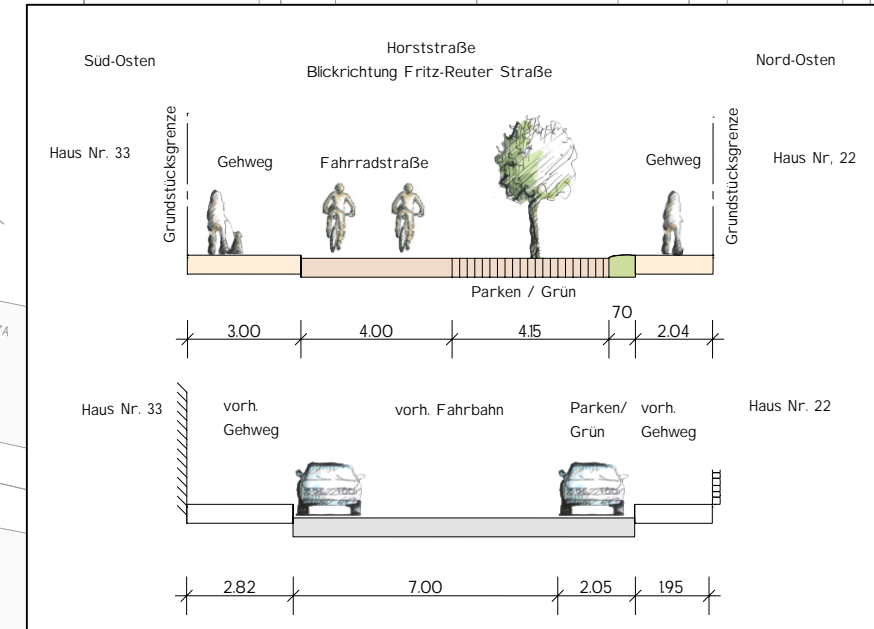 Horststraße
Süd-Osten
Nord-Osten
Blickrichtung Fritz-Reuter Straße
Grundstücksgrenze
Grundstücksgrenze
Haus Nr. 33
Gehweg
Fahrradstraße
Gehweg
Haus Nr, 22
Parken / Grün
70
3.00
4.00
4.15
2.04
Haus Nr. 33
vorh.
Gehweg
vorh. Fahrbahn
Parken/
Grün
vorh.
Gehweg
Haus Nr. 22
2.82
7.00
2.05
1.95